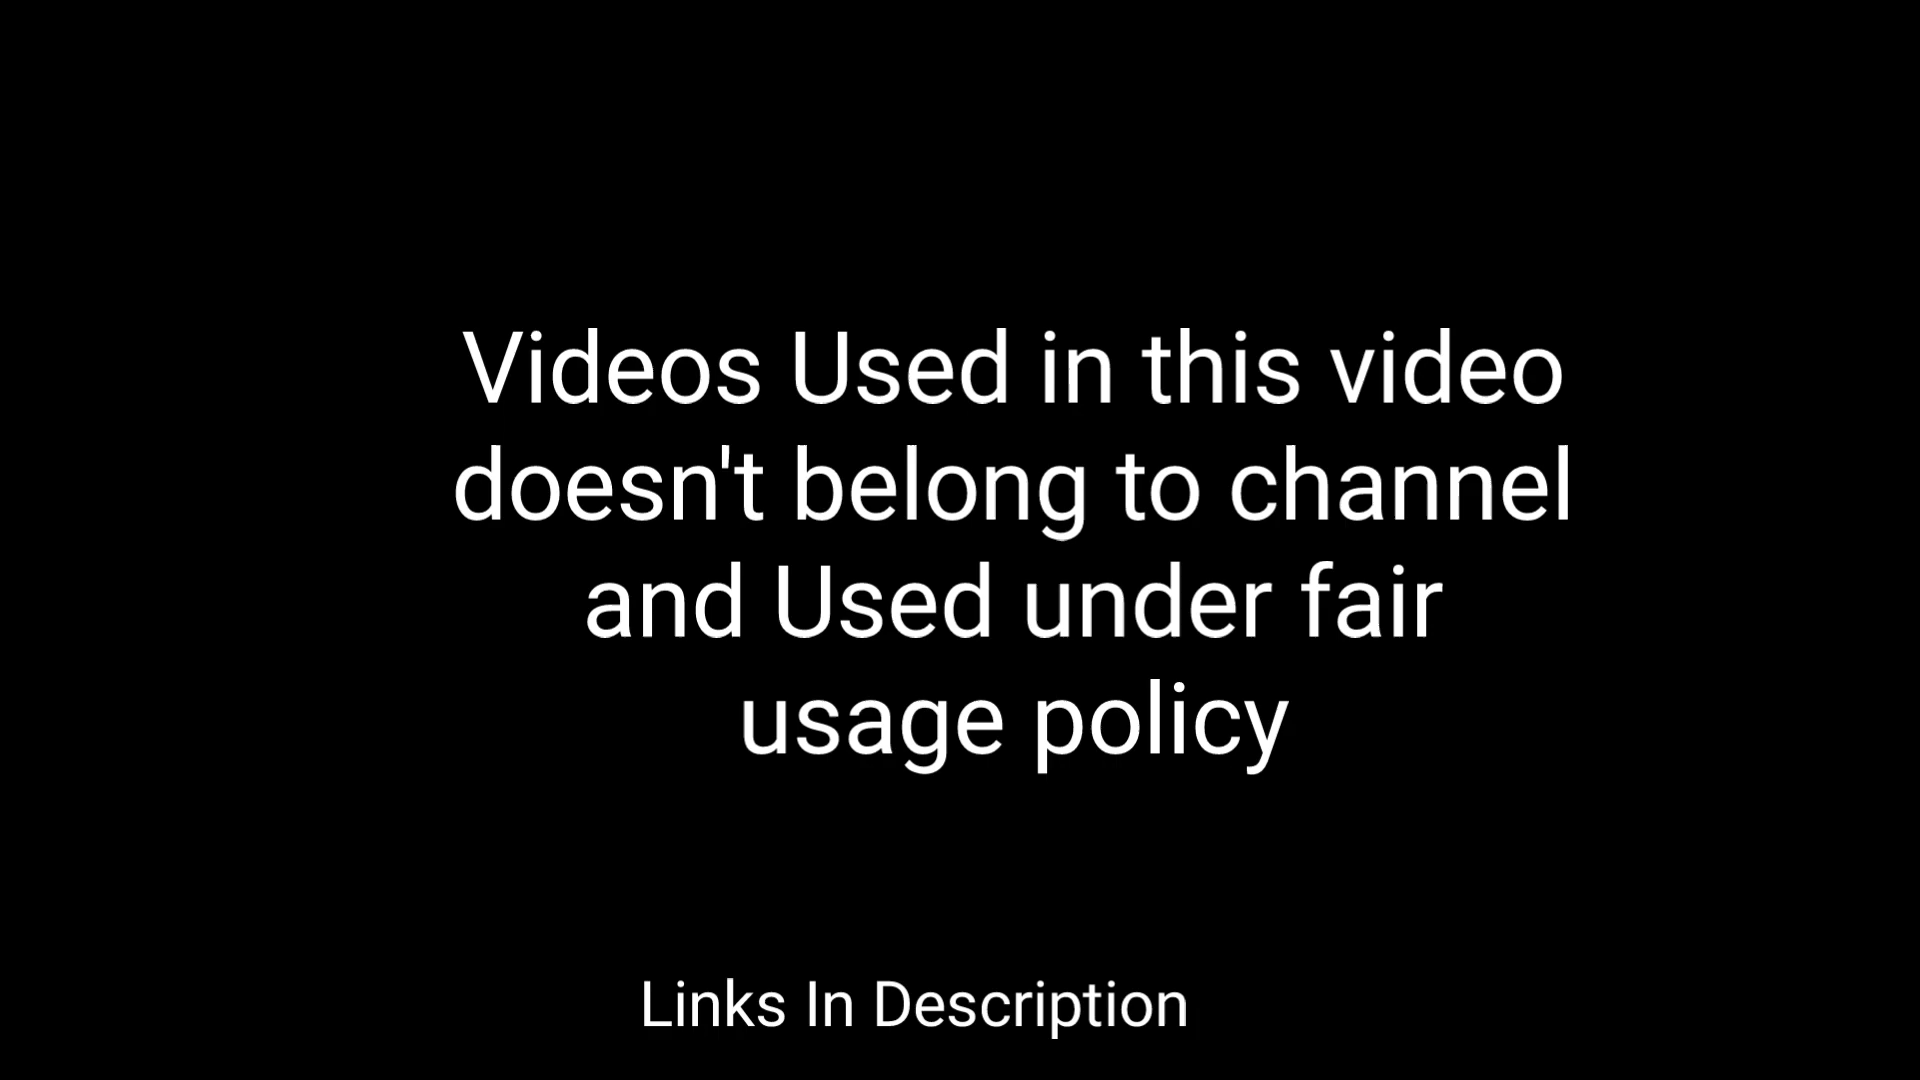 Videos Used in this video
doesn't belong to channel
and Used under fair
usage policy
Links In Description